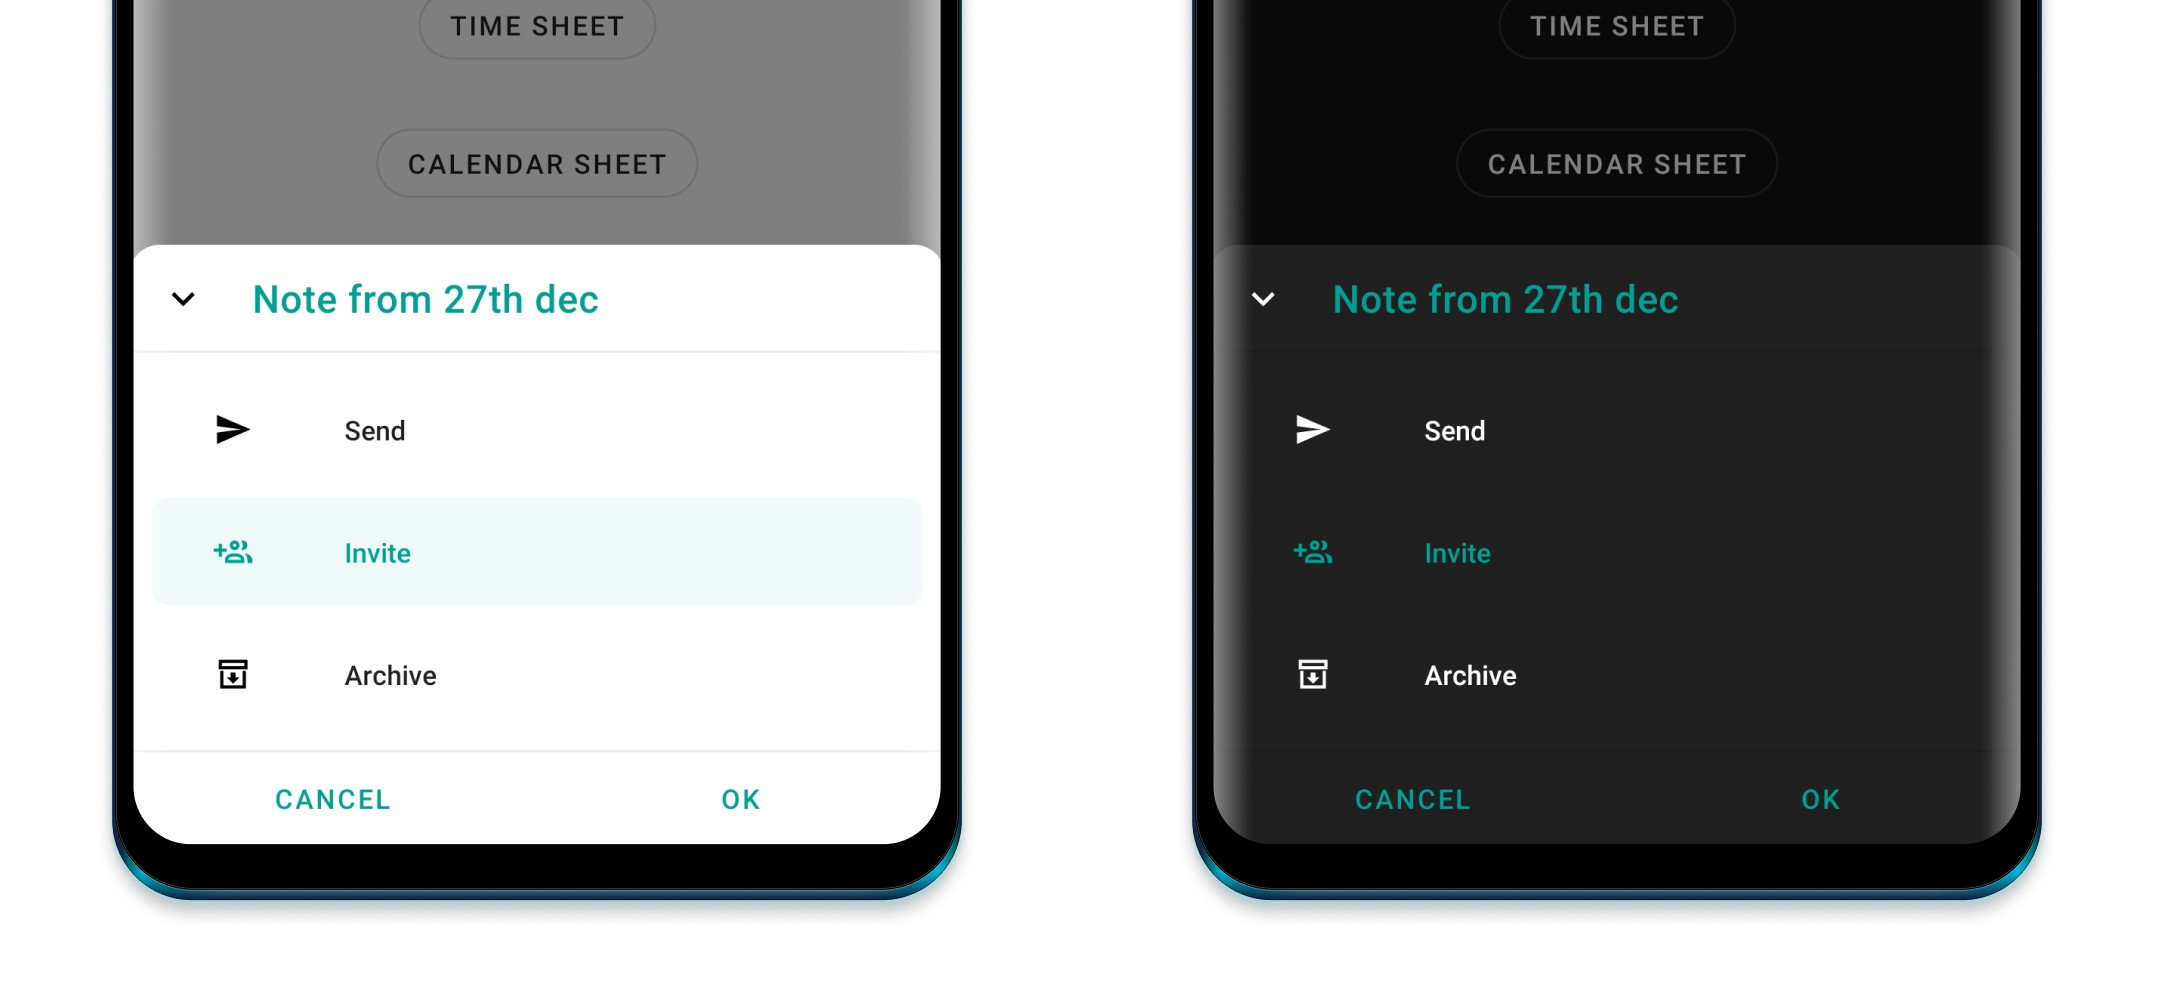 TIME SHEET
CALENDAR SHEET
Note from 27th dec
Send
Invite
Archive
CANCEL OK
TIME SHEET
CALENDAR SHEET
Note from 27th dec
Send
Invite
Archive
CANCEL OK